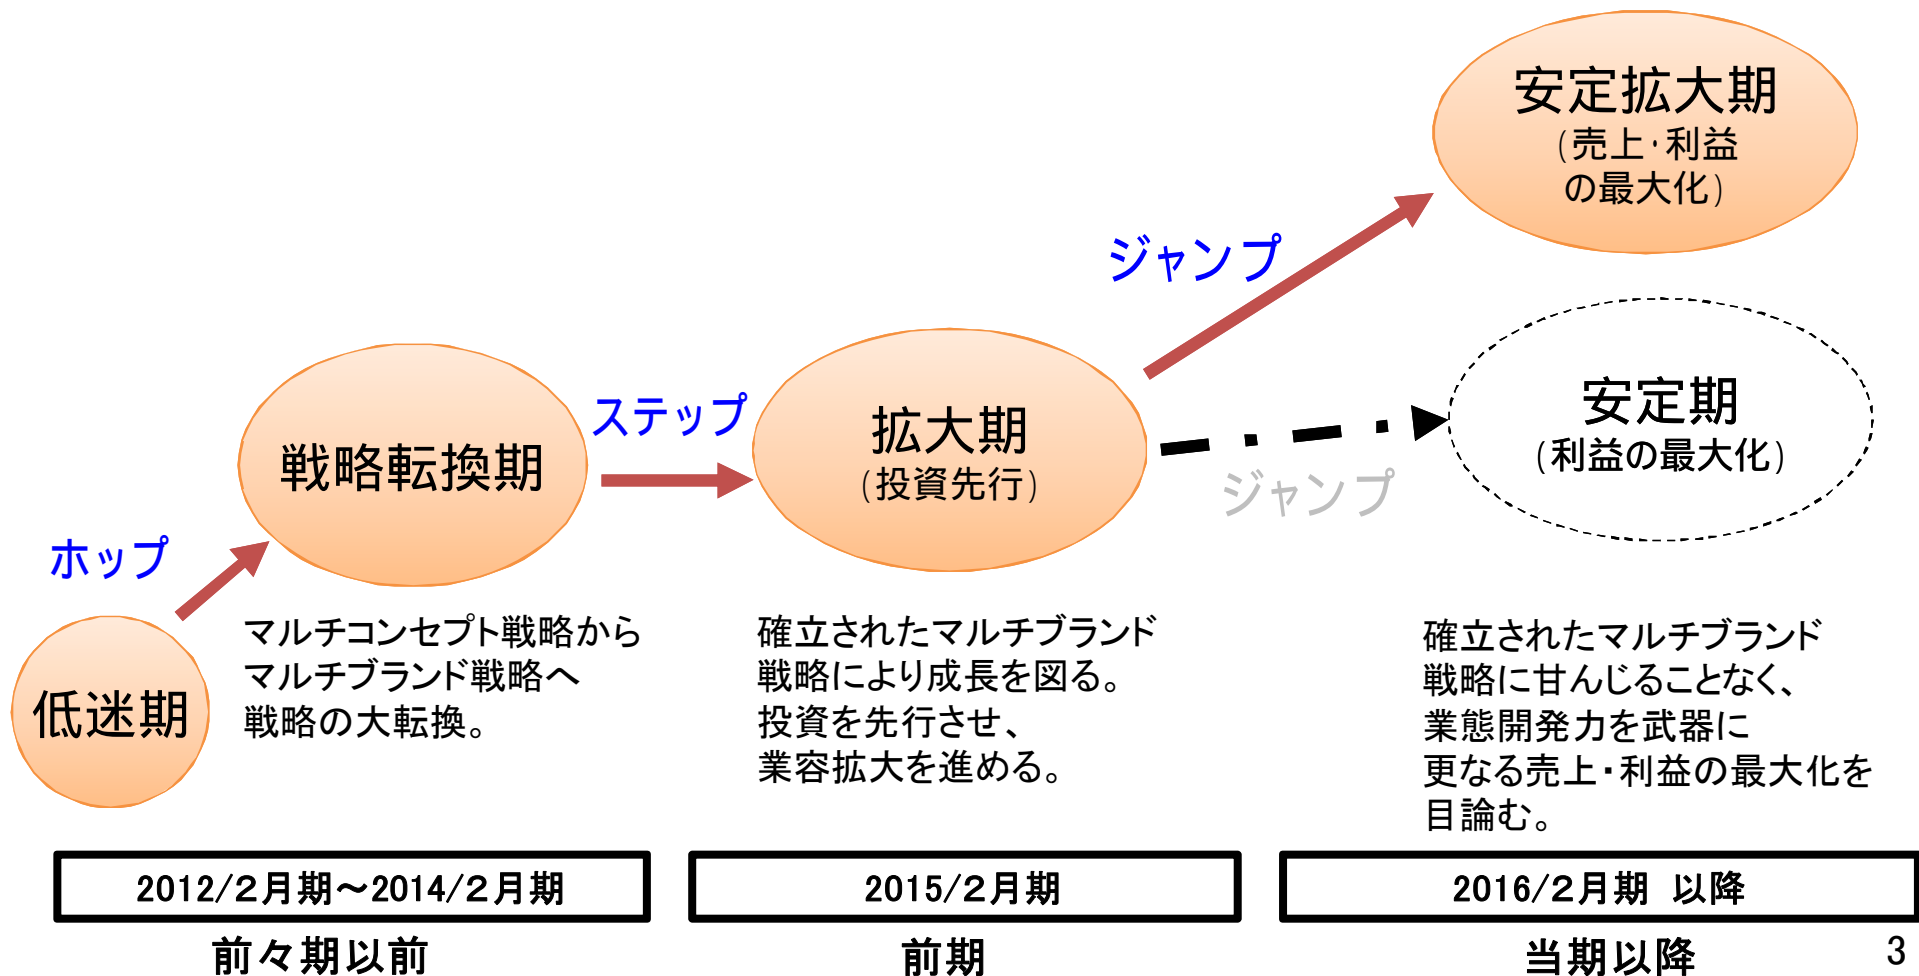 安定拡大期
(売上・利益
の最大化)
ジャンプ
安定期
(利益の最大化)
ジャンプ
拡大期
(投資先行)
ステップ
戦略転換期
ホップ
低迷期
マルチコンセプト戦略から
マルチブランド戦略へ
戦略の大転換。
確立されたマルチブランド
戦略により成長を図る。
投資を先行させ、
業容拡大を進める。
確立されたマルチブランド
戦略に甘んじることなく、
業態開発力を武器に
更なる売上・利益の最大化を
目論む。
2012/2月期~2014/2月期
2015/2月期
2016/2月期 以降
前々期以前
前期
当期以降
3